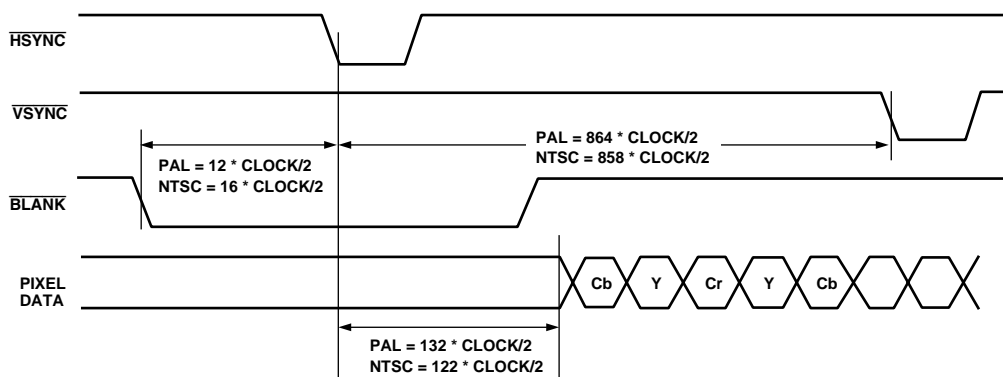 HSYNC
VSYNC
PAL = 864 * CLOCK/2
NTSC = 858 * CLOCK/2
PAL = 12 * CLOCK/2
NTSC = 16 * CLOCK/2
BLANK
PIXEL
DATA
Cb Y Cr Y Cb
PAL = 132 * CLOCK/2
NTSC = 122 * CLOCK/2